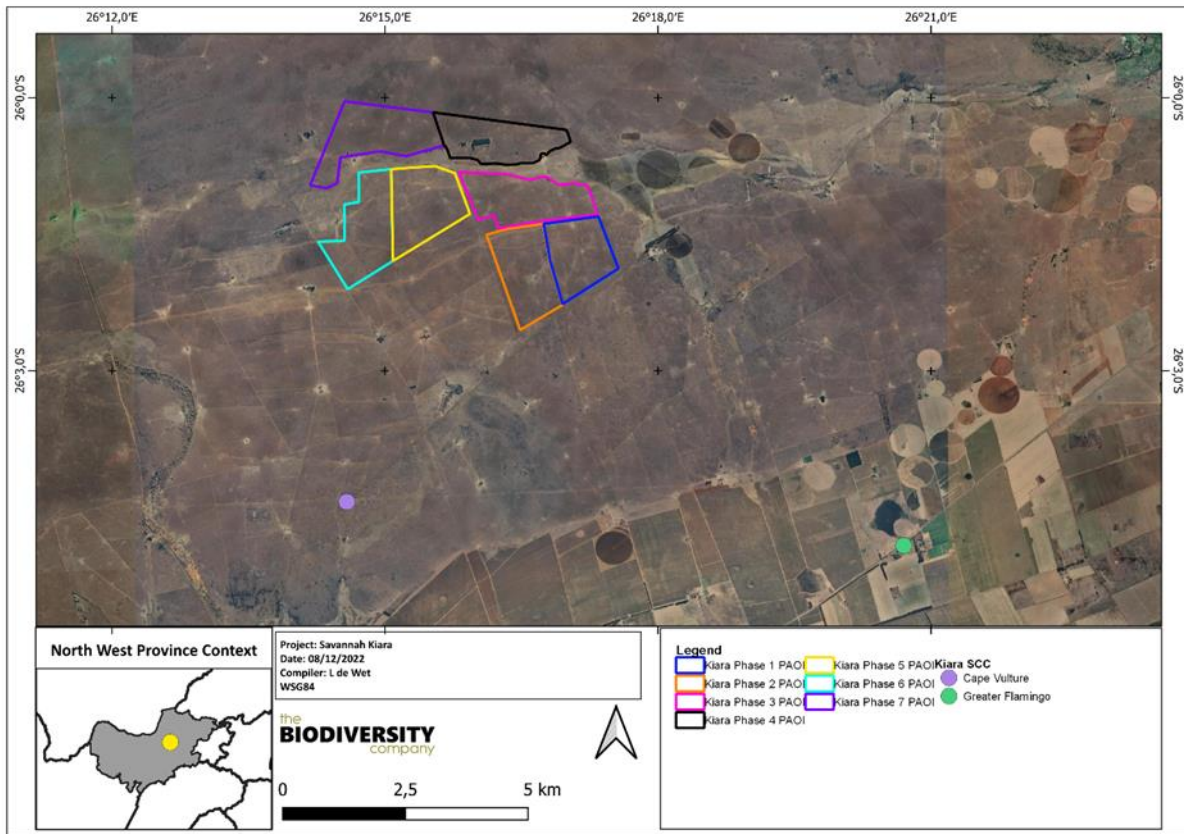 26°12,0'E 26°15,0'E 26°18,0'E 26°21,0'E
26°0,0'S 26°0,0'S
26°3,0'S 26°3,0'S
North West Province Context
Project: Savannah Kiara
Date: 08/12/2022
Compiler: L de Wet
WSG84
the
BIODIVERSITY
company
0 2,5 5 km
Legend
Kiara Phase 1 PAOI
Kiara Phase 2 PAOI
Kiara Phase 3 PAOI
Kiara Phase 4 PAOI
Kiara Phase 5 PAOI
Kiara Phase 6 PAOI
Kiara Phase 7 PAOI
Kiara SCC
Cape Vulture
Greater Flamingo